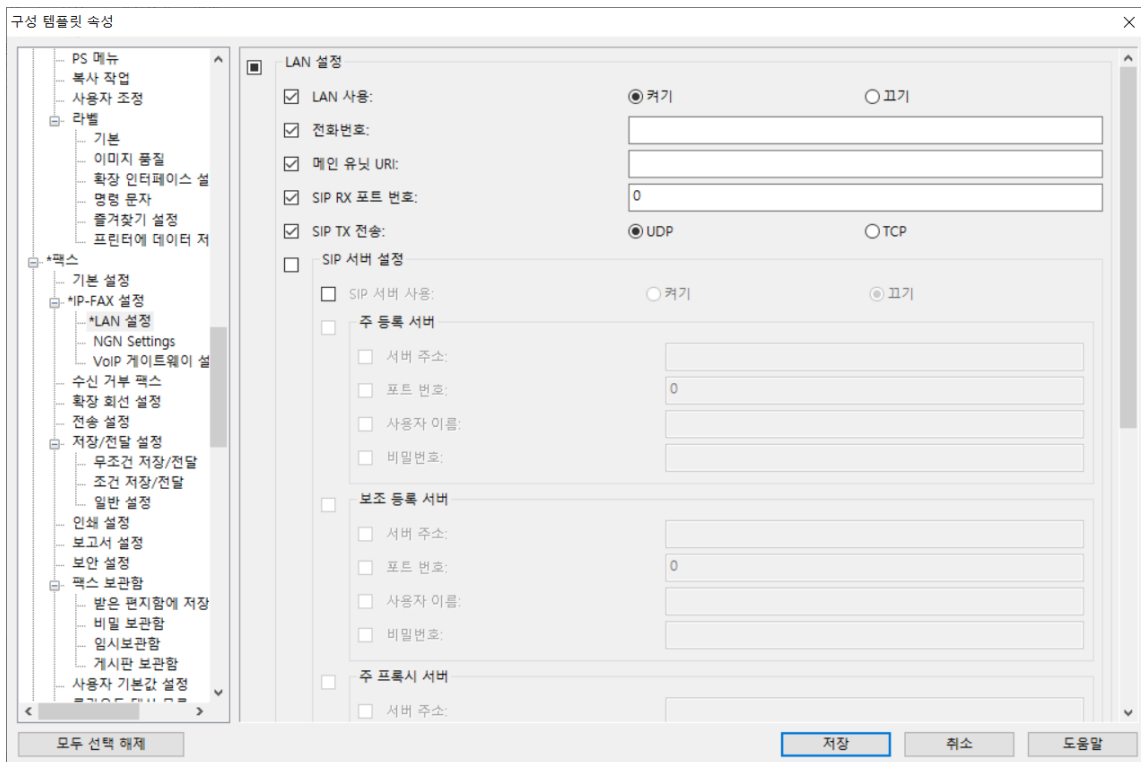 구성 템플릿 속성
PS 메뉴
복사 작업
사용자 조정
라벨
기본
이미지 품질
확장 인터페이스 설
명령 문자
즐겨찾기 설정
프린터에 데이터 저
*팩스
기본 설정
*IP-FAX 설정
*LAN 설정
NGN Settings
VoIP 게이트웨이 설
수신 거부 팩스
확장 회선 설정
전송 설정
저장/전달 설정
무조건 저장/전달
조건 저장/전달
일반 설정
인쇄 설정
보고서 설정
보안 설정
팩스 보관함
받은 편지함에 저장
비밀 보관함
임시보관함
게시판 보관함
사용자 기본값 설정
LAN 설정
LAN 사용: 켜기 끄기
전화번호:
메인 유닛 URI:
SIP RX 포트 번호: 0
SIP TX 전송: UDP TCP
SIP 서버 설정
SIP 서버 사용: 켜기 끄기
주 등록 서버
서버 주소:
포트 번호: 0
사용자 이름:
비밀번호:
보조 등록 서버
서버 주소:
포트 번호: 0
사용자 이름:
비밀번호:
주 프록시 서버
서버 주소:
모두 선택 해제 저장 취소 도움말